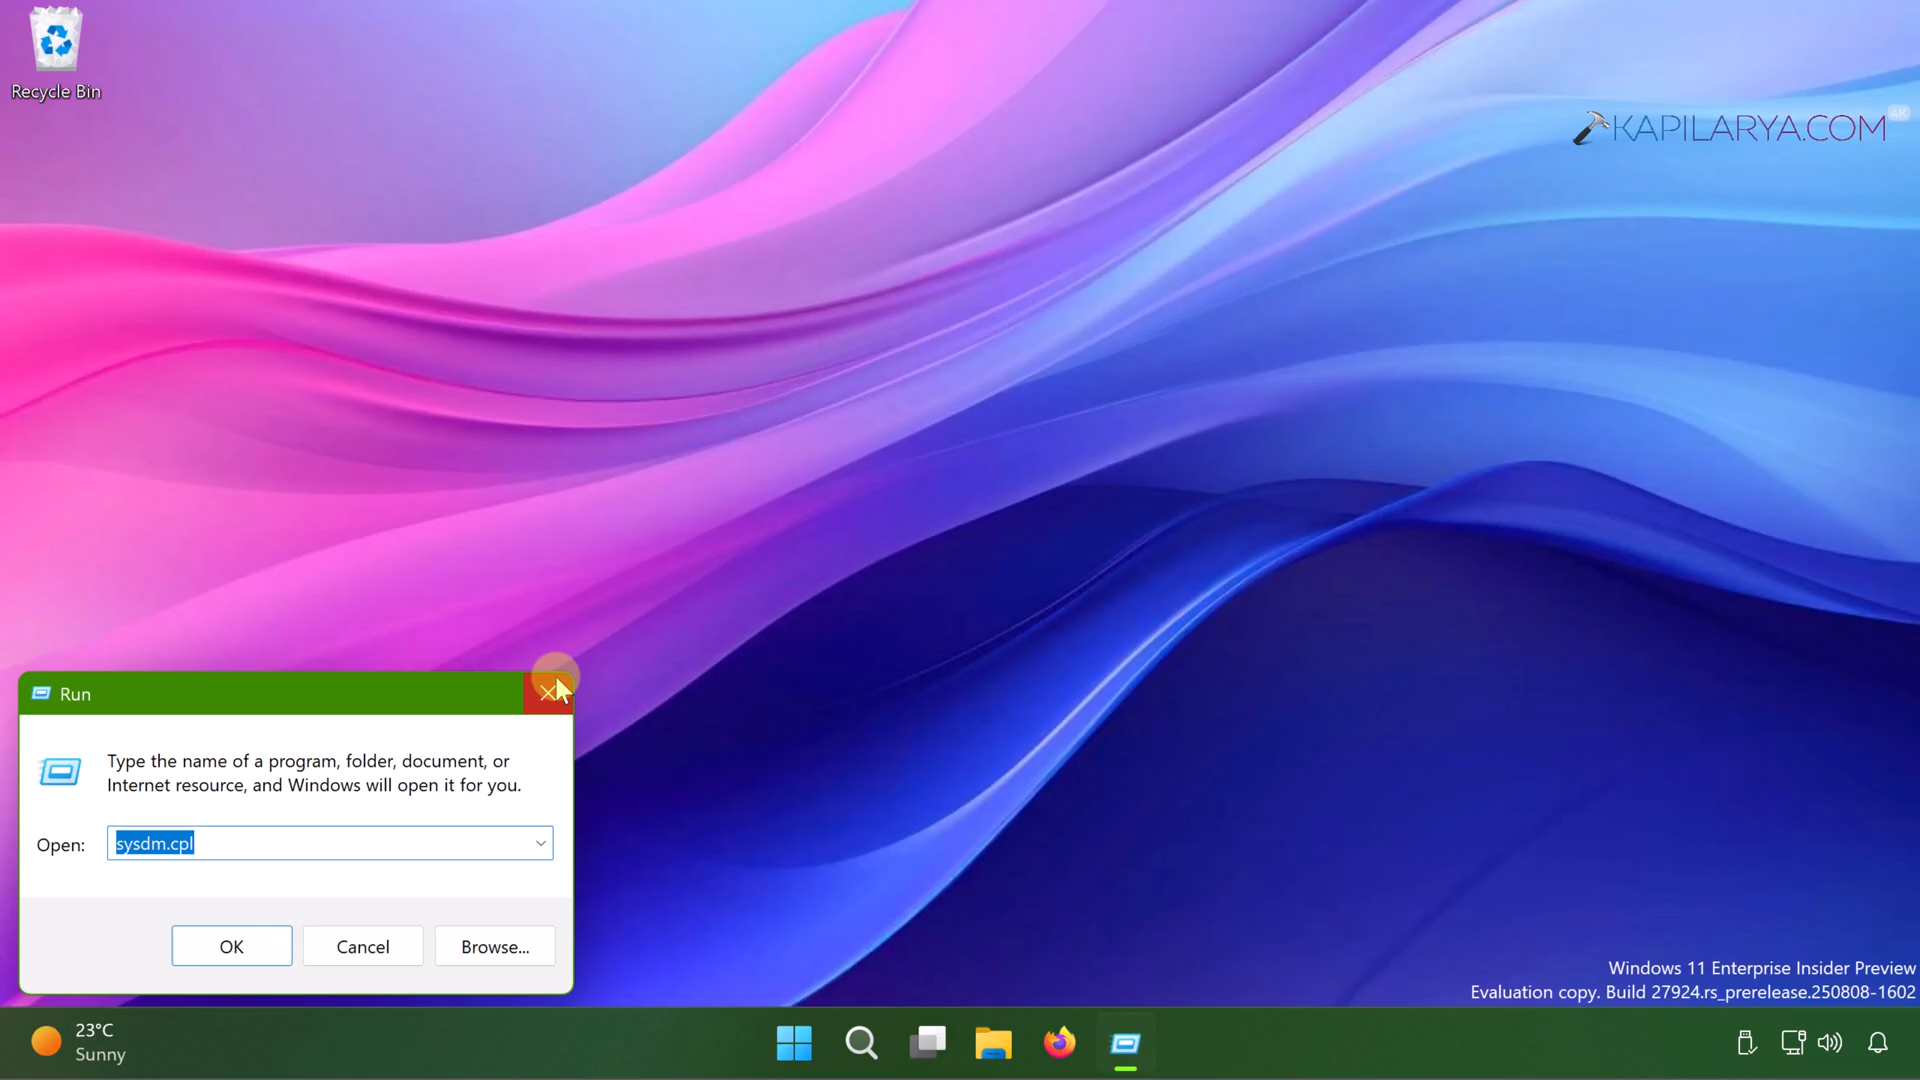 Recycle Bin
KAPILARYA.COM
4K
Run
Type the name of a program, folder, document, or
Internet resource, and Windows will open it for you.
Open:
sysdm.cpl
OK
Cancel
Browse...
Windows 11 Enterprise Insider Preview
Evaluation copy. Build 27924.rs_prerelease.250808-1602
23°C
Sunny